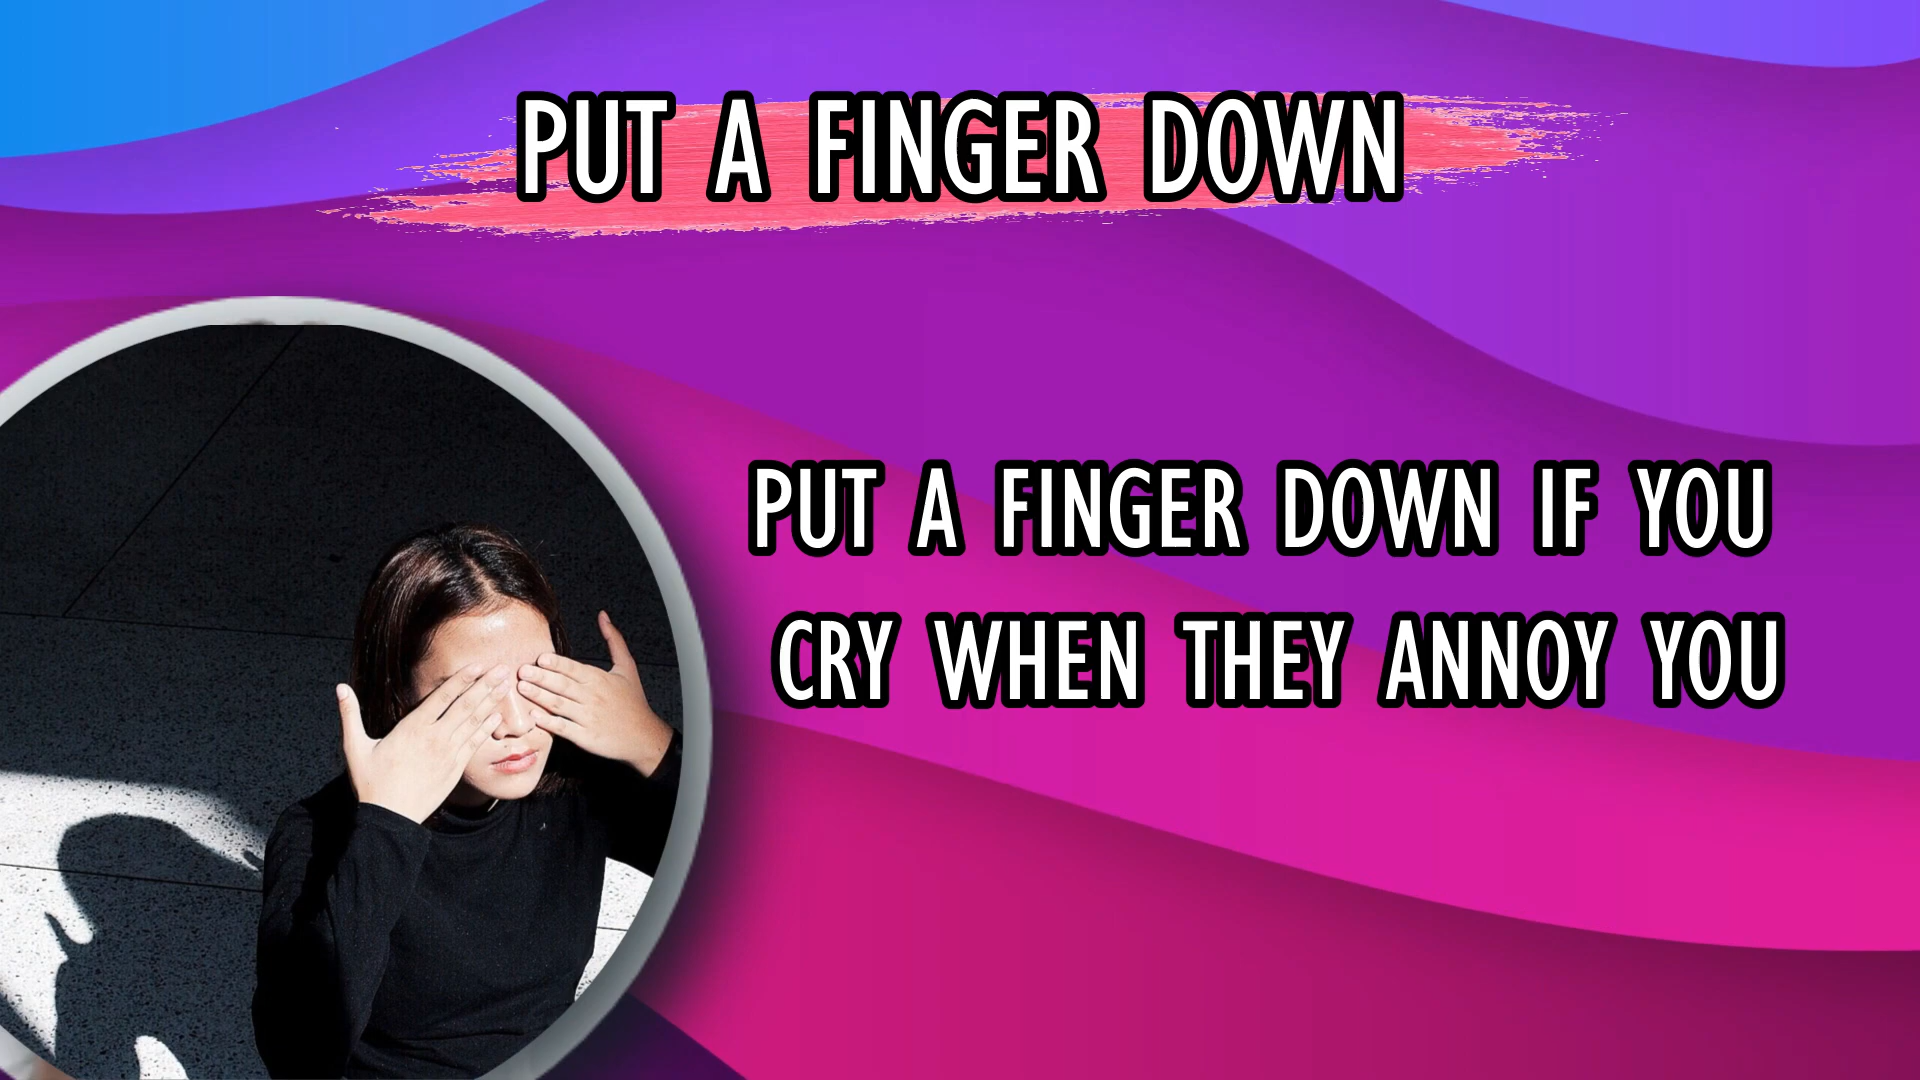 PUT A FINGER DOWN
PUT A FINGER DOWN IF YOU
CRY WHEN THEY ANNOY YOU